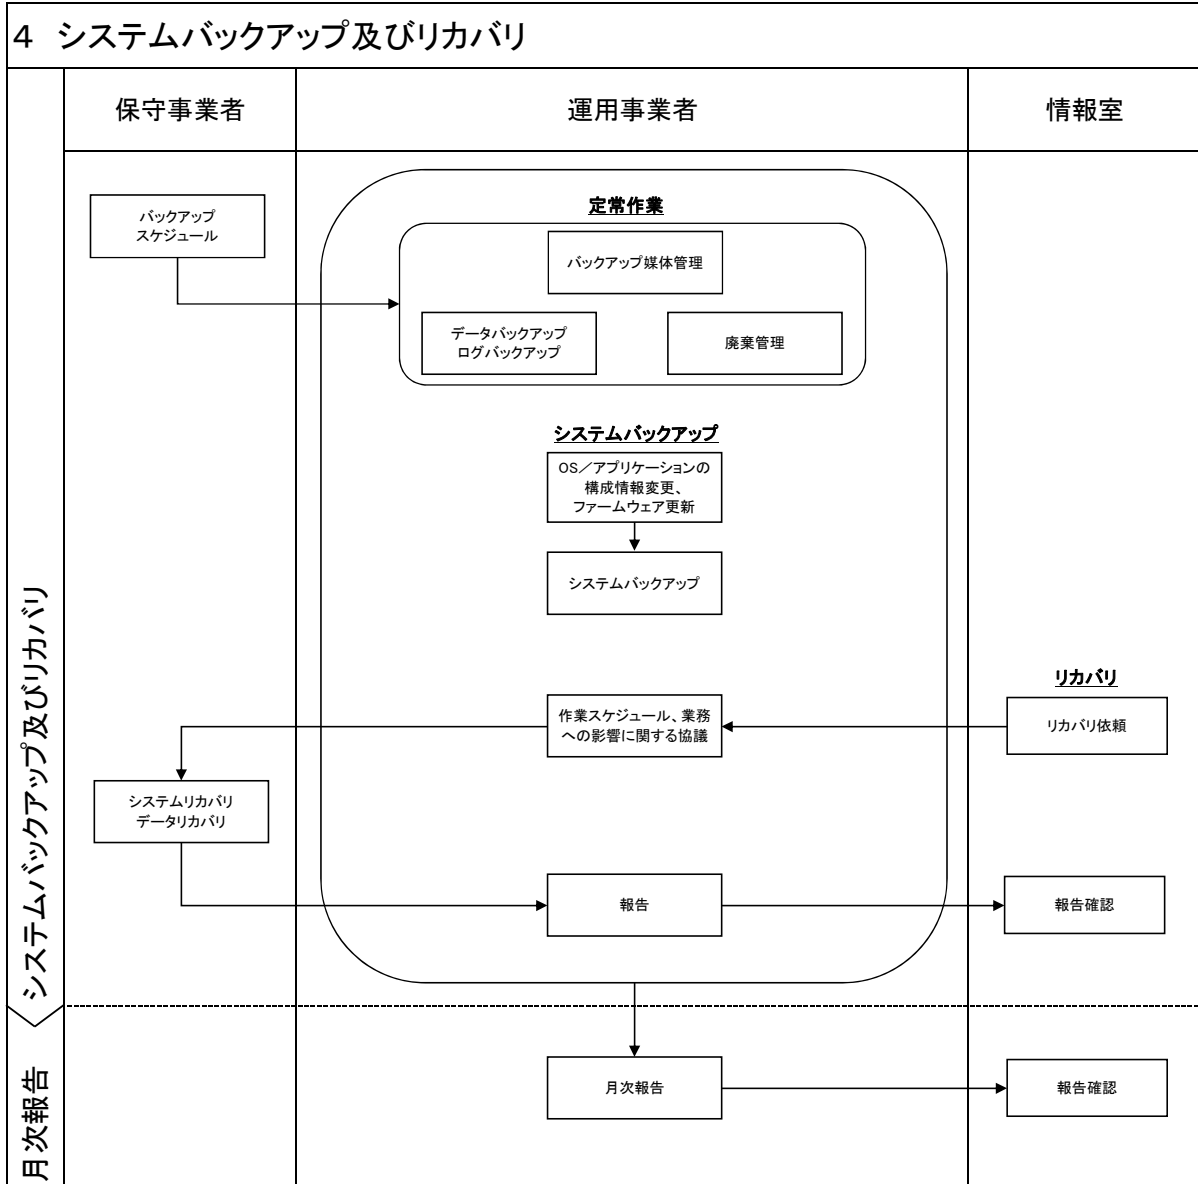 4 システムバックアップ及びリカバリ
保守事業者
運用事業者
情報室
バックアップ
スケジュール
定常作業
バックアップ媒体管理
データバックアップ
ログバックアップ
廃棄管理
システムバックアップ
OS／アプリケーションの
構成情報変更、
ファームウェア更新
システムバックアップ
リカバリ
リカバリ依頼
作業スケジュール、業務
への影響に関する協議
システムリカバリ
データリカバリ
報告
報告確認
システムバックアップ及びリカバリ
月次報告
報告確認
月次報告